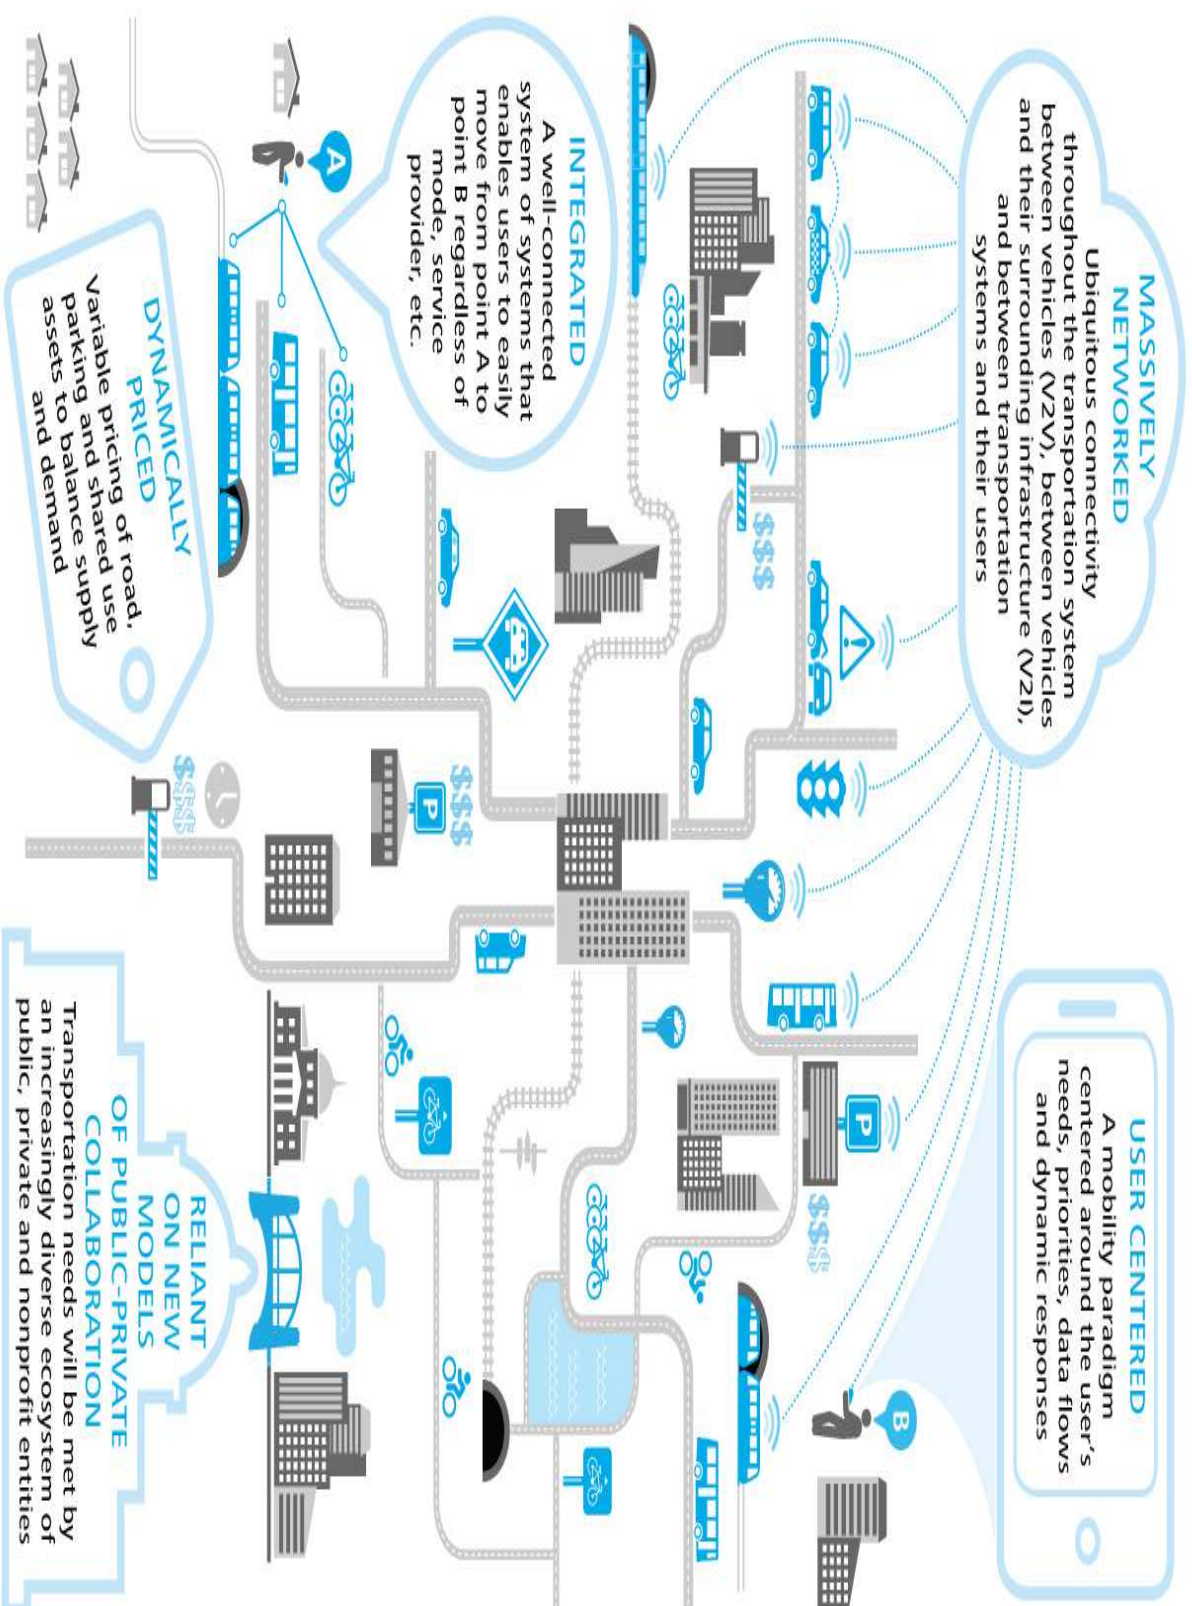 MASSIVELY
NETWORKED
Ubiquitous connectivity
throughout the transportation system
between vehicles (V2V), between vehicles
and their surrounding infrastructure (V2I),
and between transportation
systems and their users
USER CENTERED
A mobility paradigm
centered around the user's
needs, priorities, data flows
and dynamic responses
INTEGRATED
A well-connected
system of systems that
enables users to easily
move from point A to
point B regardless of
mode, service
provider, etc.
$$$
P
$$$
B
A
P
$$$
$$$
DYNAMICALLY
PRICED
Variable pricing of road,
parking and shared use
assets to balance supply
and demand
RELIANT
ON NEW
MODELS
OF PUBLIC-PRIVATE
COLLABORATION
Transportation needs will be met by
an increasingly diverse ecosystem of
public, private and nonprofit entities